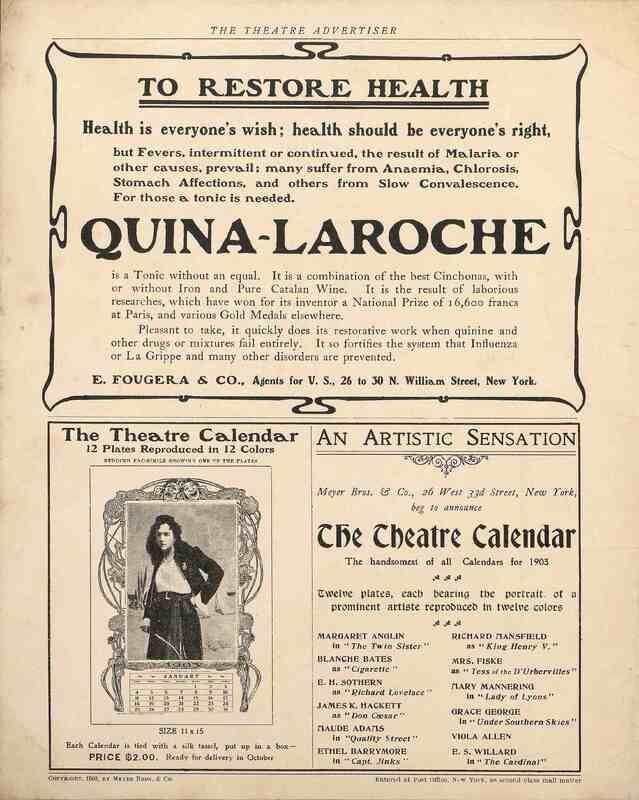 THE THEATRE ADVERTISER
TO RESTORE HEALTH
Health is everyone's wish; health should be everyone's right,
but Fevers, intermittent or continued, the result of Malaria or
other causes, prevail; many suffer from Anaemia, Chlorosis,
Stomach Affections, and others from Slow Convalescence.
For those a tonic is needed.
QUINA-LAROCHE
is a Tonic without an equal. It is a combination of the best Cinchonas, with
or without Iron and Pure Catalan Wine. It is the result of laborious
researches, which have won for its inventor a National Prize of 16,600 francs
at Paris, and various Gold Medals elsewhere.
Pleasant to take, it quickly does its restorative work when quinine and
other drugs or mixtures fail entirely. It so fortifies the system that Influenza
or La Grippe and many other disorders are prevented.
E. FOUGERA & CO., Agents for V. S., 26 to 30 N. William Street, New York.
The Theatre Calendar
12 Plates Reproduced in 12 Colors
REDUCED FAC-SIMILE SHOWING ONE OF THE PLATES
JANUARY
SIZE 11 x 15
Each Calendar is tied with a silk tassel, put up in a box—
PRICE $2.00. Ready for delivery in October
AN ARTISTIC SENSATION
Meyer Bros. & Co., 26 West 33d Street, New York,
beg to announce
The Theatre Calendar
The handsomest of all Calendars for 1903
Twelve plates, each bearing the portrait of a
prominent artiste reproduced in twelve colors
MARGARET ANGLIN
in "The Twin Sister"
BLANCHE BATES
as "Cigarette"
E. H. SOTHERN
as "Richard Lovelace"
JAMES K. HACKETT
as "Don Cæsar"
MAUDE ADAMS
in "Quality Street"
ETHEL BARRYMORE
in "Capt. Jinks"
RICHARD MANSFIELD
as "King Henry V."
MRS. FISKE
as "Tess of the D'Urbervilles"
MARY MANNERING
in "Lady of Lyons"
GRACE GEORGE
in "Under Southern Skies"
VIOLA ALLEN
E. S. WILLARD
in "The Cardinal"
COPYRIGHT, BY MEYER BROS. & CO.
Entered at Post Office, New York, as second class mail matter